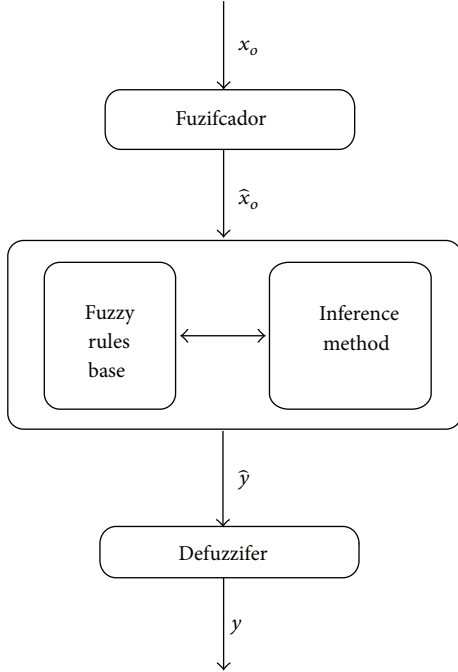 x_o
Fuzifcador
x̂_o
Fuzzy
rules
base
Inference
method
ŷ
Defuzzifer
y